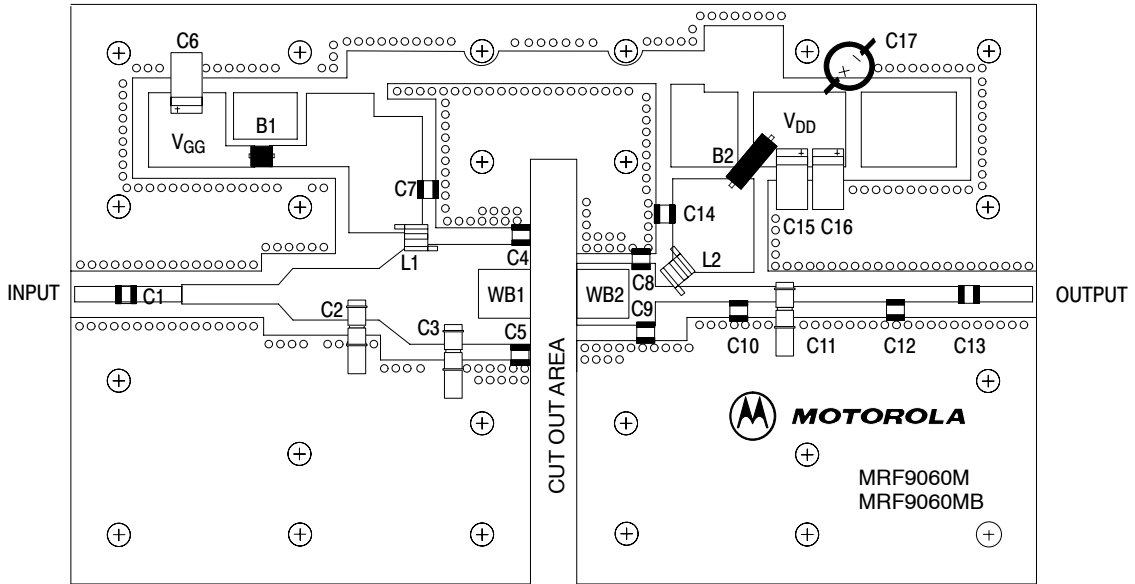 C6
C17
B1
VGG
VDD
B2
C7
C14
C15 C16
L1
C4
L2
C8
INPUT
C1
WB1
WB2
OUTPUT
C2
C3
C5
C9
C10
C11
C12
C13
CUT OUT AREA
MOTOROLA
MRF9060M
MRF9060MB